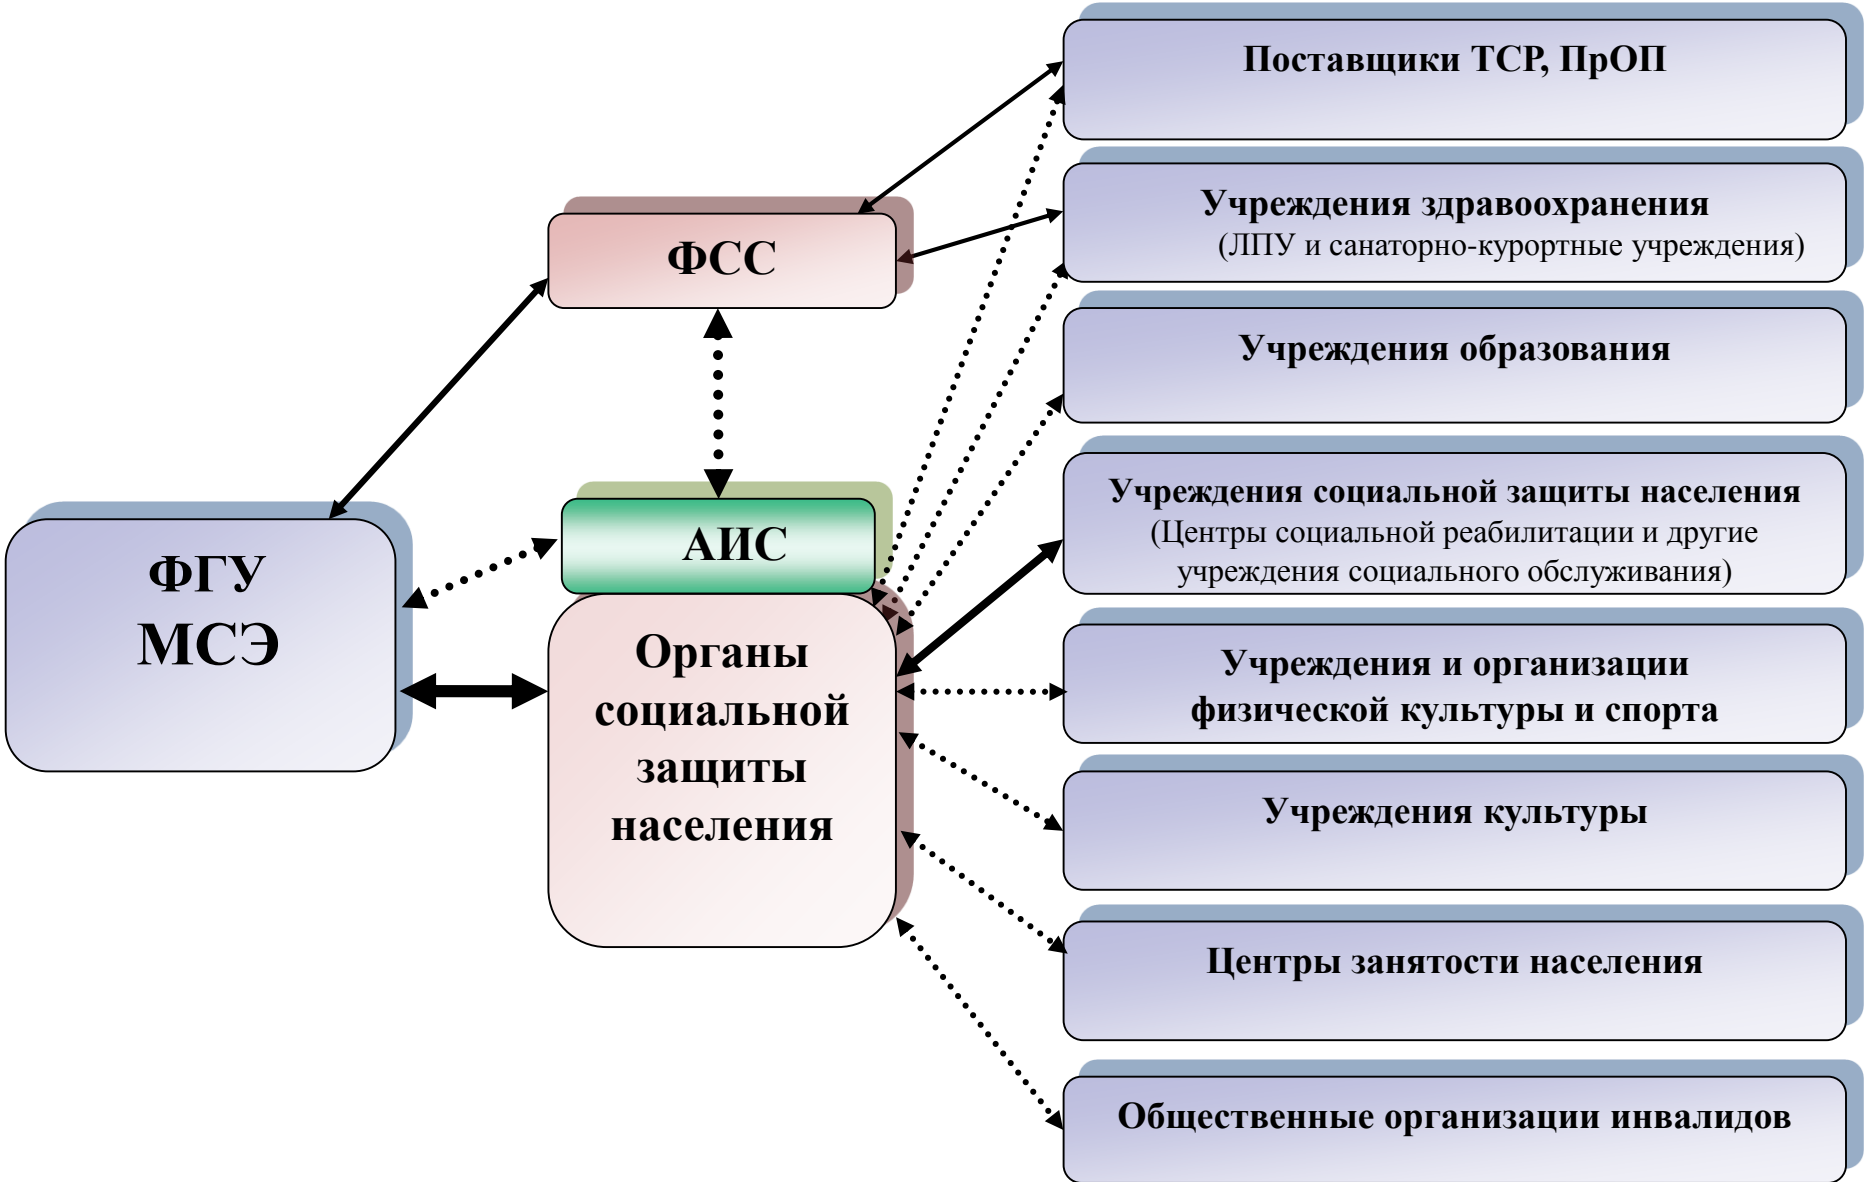 ФГУ
МСЭ
ФСС
АИС
Органы
социальной
защиты
населения
Поставщики ТСР, ПрОП
Учреждения здравоохранения
(ЛПУ и санаторно-курортные учреждения)
Учреждения образования
Учреждения социальной защиты населения
(Центры социальной реабилитации и другие
учреждения социального обслуживания)
Учреждения и организации
физической культуры и спорта
Учреждения культуры
Центры занятости населения
Общественные организации инвалидов